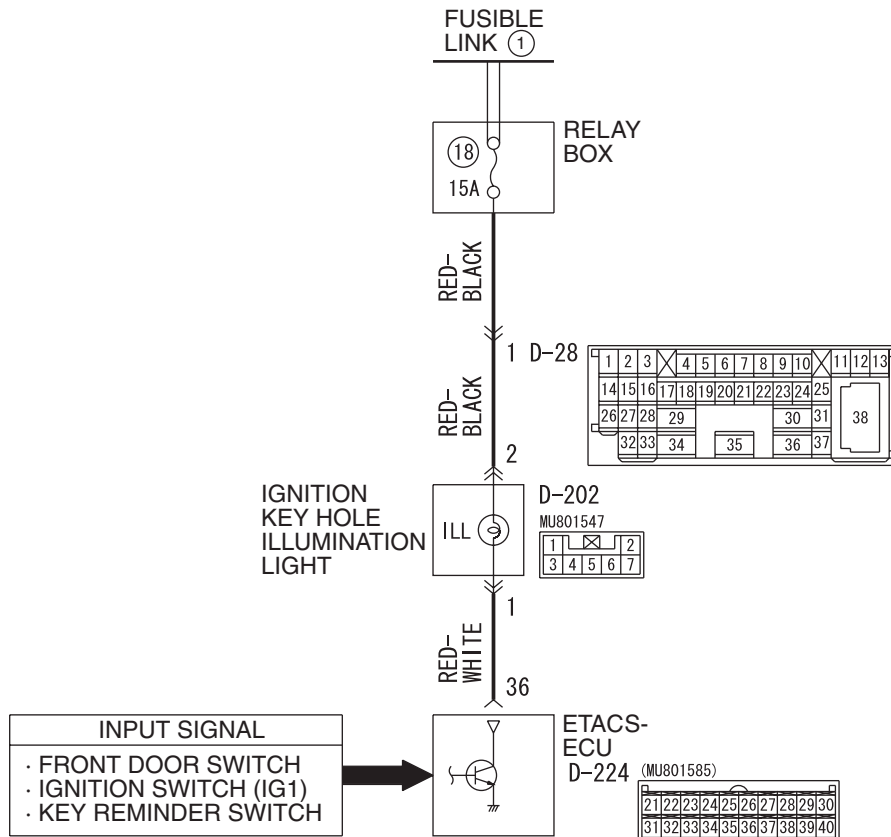 FUSIBLE
LINK ①
RELAY
BOX
⑱
15A
RED-
BLACK
1 D-28
1 2 3 4 5 6 7 8 9 10 11 12 13
14 15 16 17 18 19 20 21 22 23 24 25
26 27 28 29 30 31 38
32 33 34 35 36 37
RED-
BLACK
2
IGNITION
KEY HOLE
ILLUMINATION
LIGHT
ILL
D-202
MU801547
1 2
3 4 5 6 7
1
RED-
WHITE
36
INPUT SIGNAL
· FRONT DOOR SWITCH
· IGNITION SWITCH (IG1)
· KEY REMINDER SWITCH
ETACS-
ECU
D-224 (MU801585)
21 22 23 24 25 26 27 28 29 30
31 32 33 34 35 36 37 38 39 40